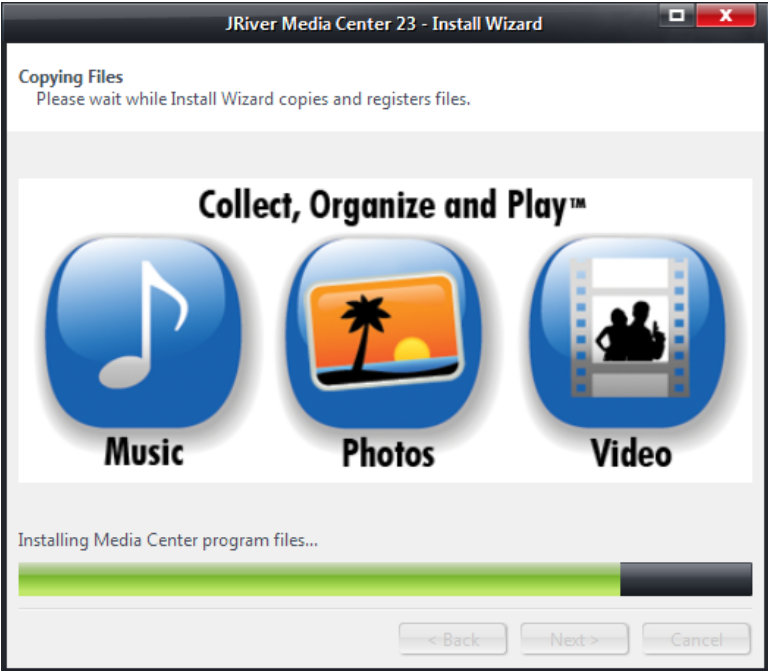 JRiver Media Center 23 - Install Wizard
X
Copying Files
Please wait while Install Wizard copies and registers files.
Collect, Organize and Play™
Music Photos Video
Installing Media Center program files...
< Back Next > Cancel